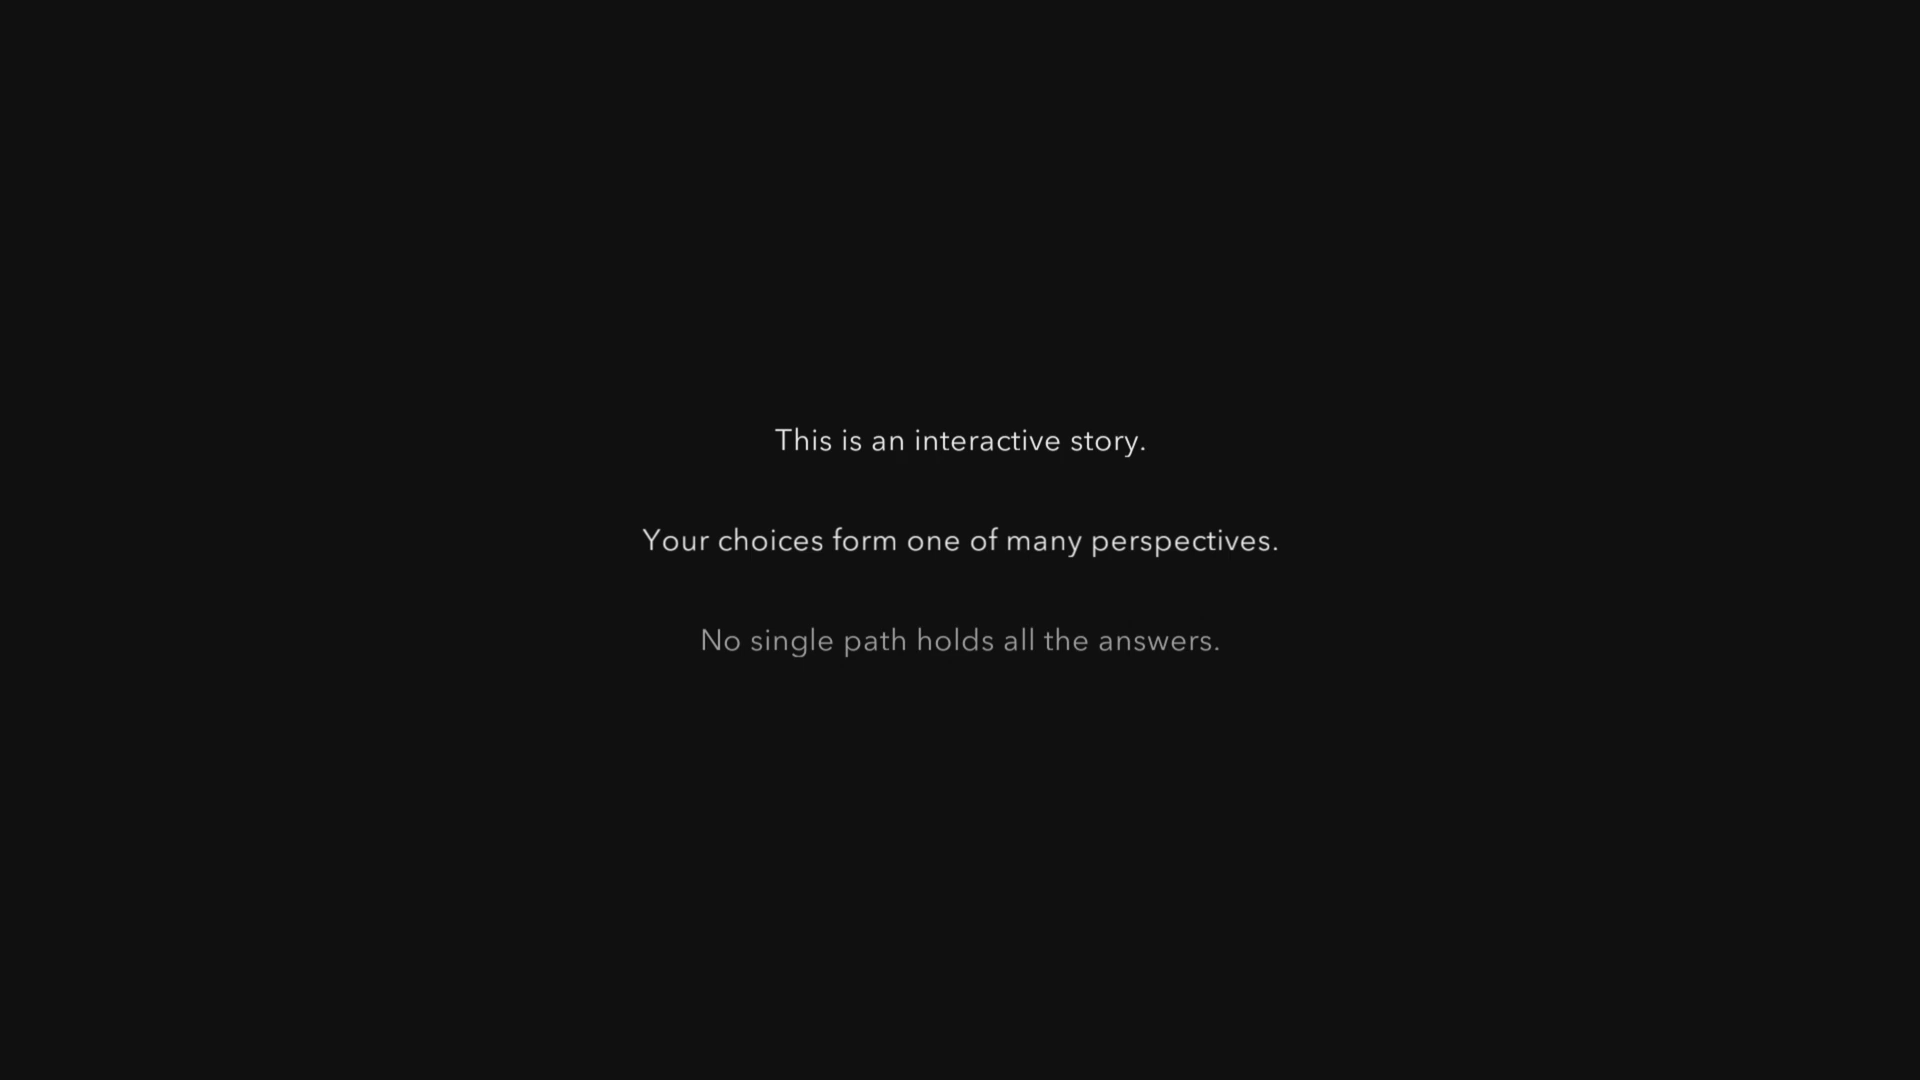 This is an interactive story.
Your choices form one of many perspectives.
No single path holds all the answers.